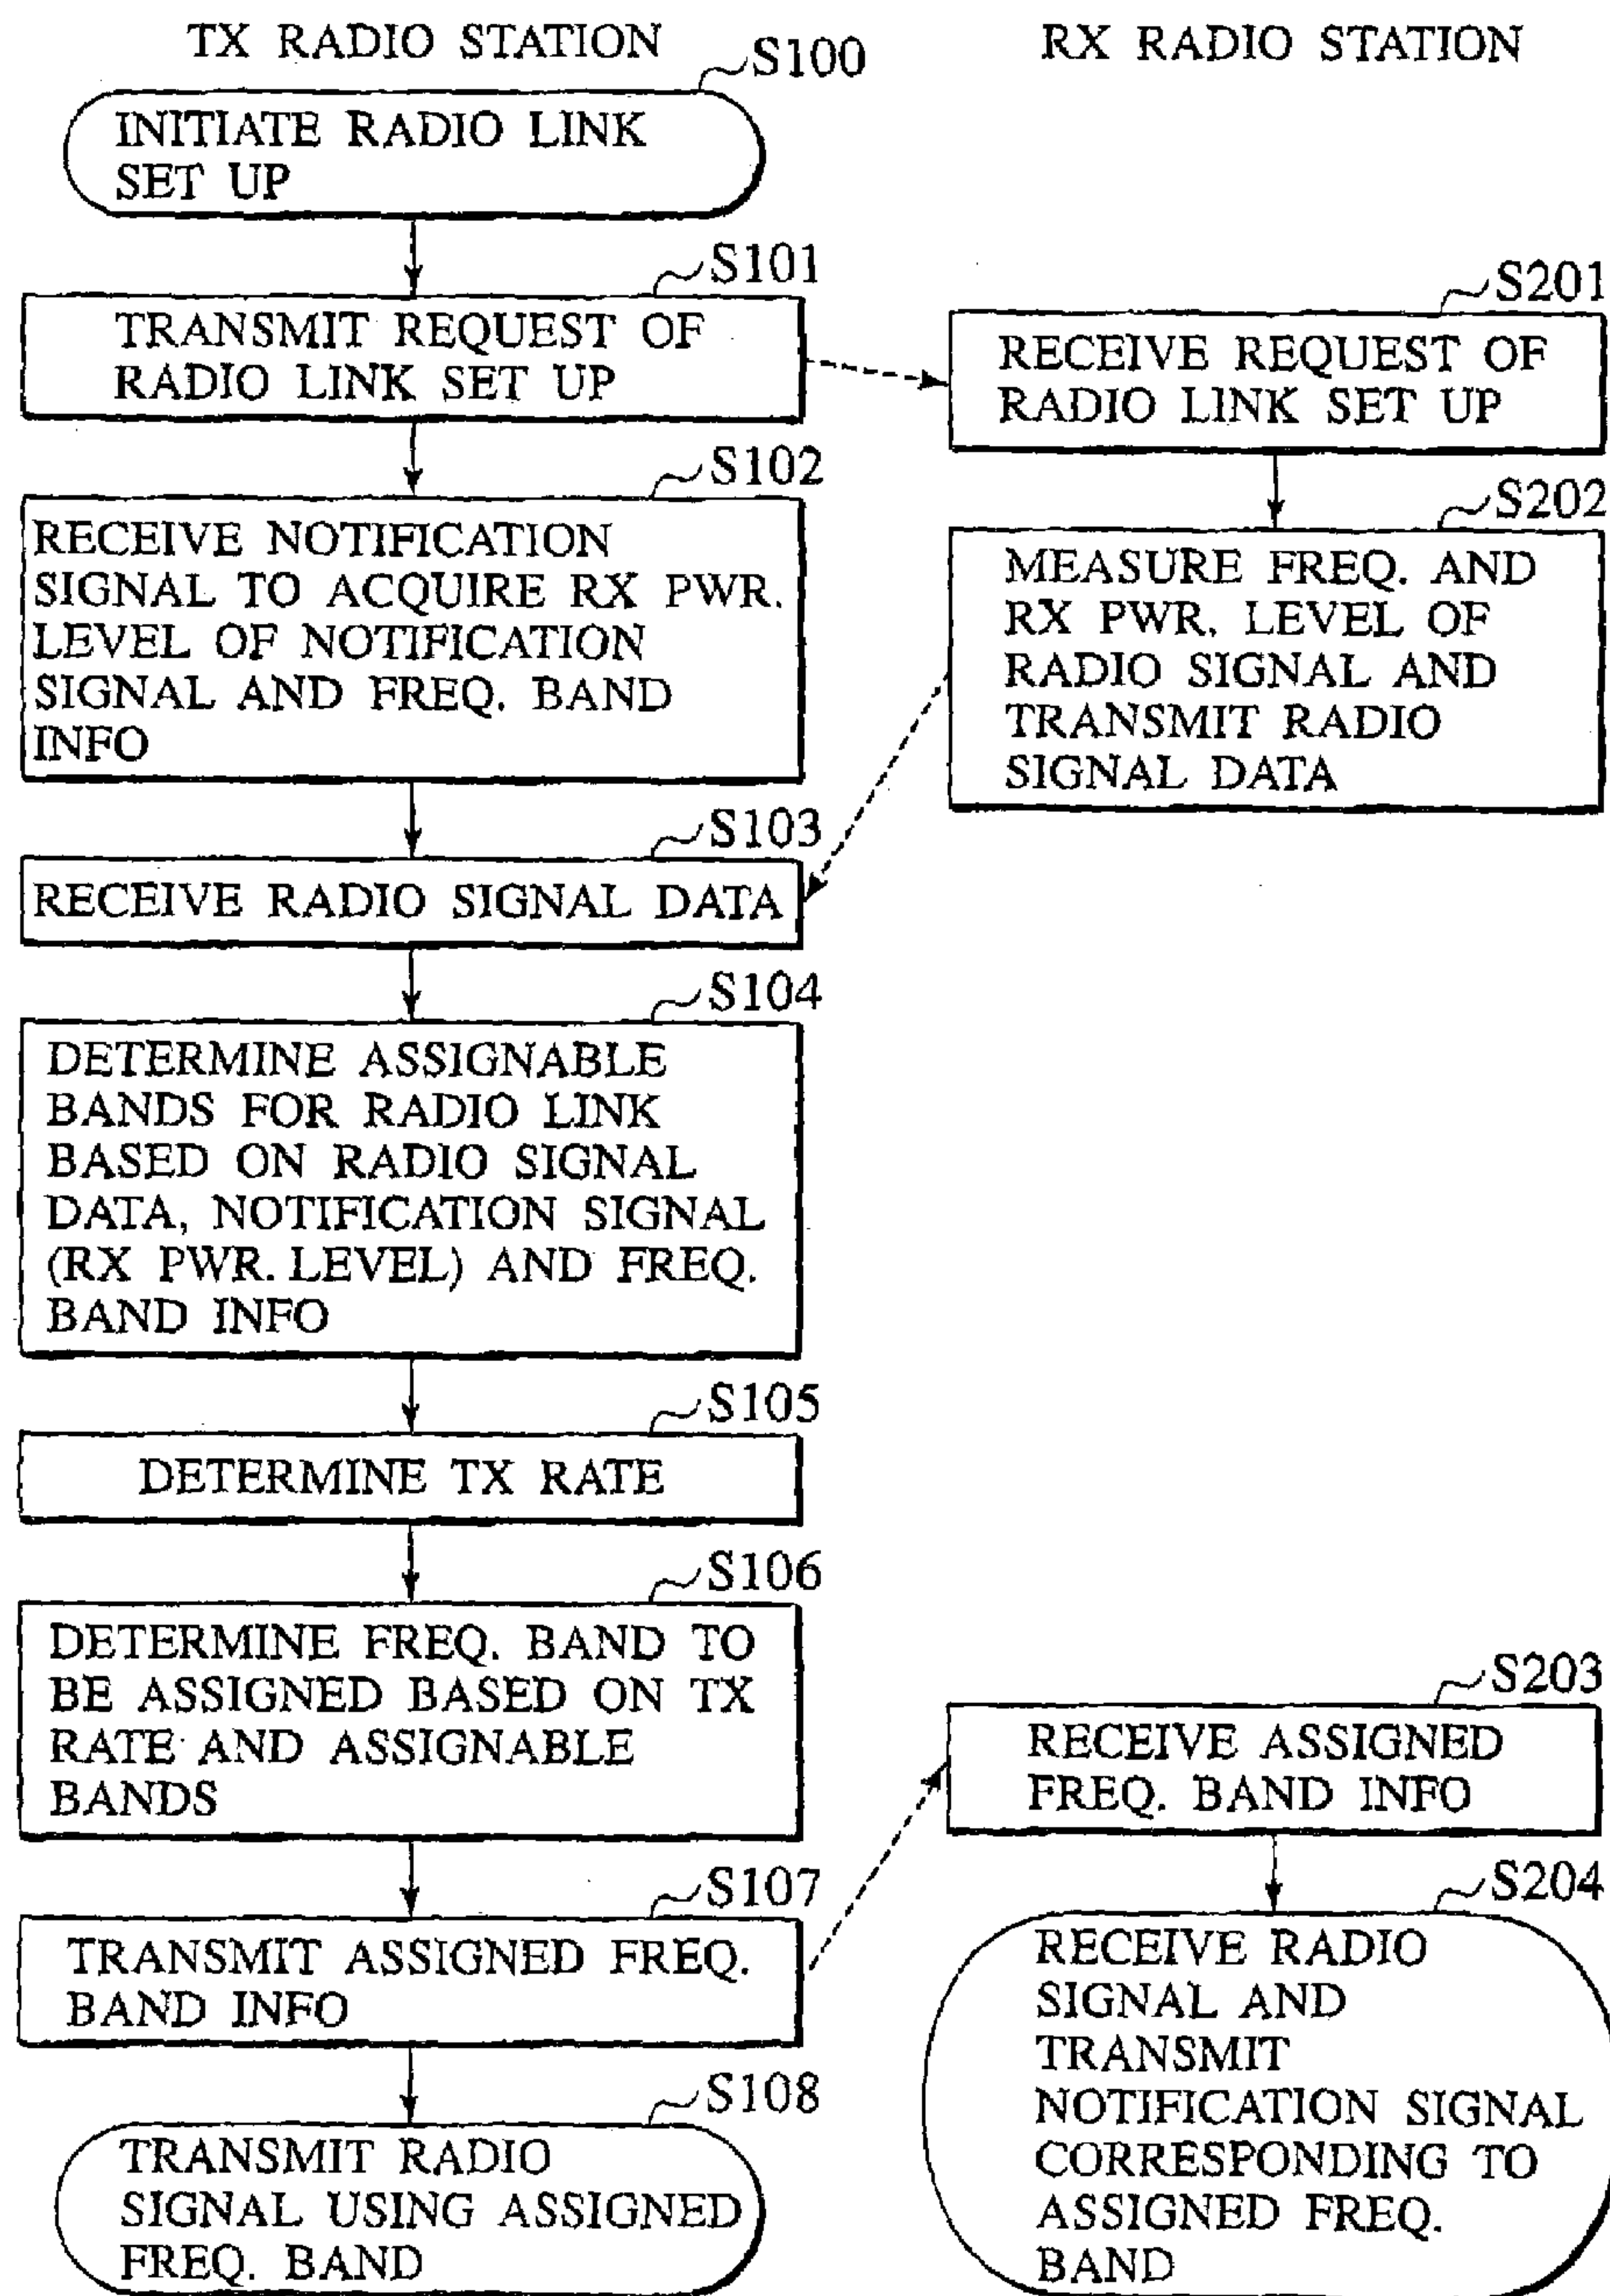 TX RADIO STATION
RX RADIO STATION
S100
INITIATE RADIO LINK
SET UP
S101
TRANSMIT REQUEST OF
RADIO LINK SET UP
S201
RECEIVE REQUEST OF
RADIO LINK SET UP
S102
RECEIVE NOTIFICATION
SIGNAL TO ACQUIRE RX PWR.
LEVEL OF NOTIFICATION
SIGNAL AND FREQ. BAND
INFO
S202
MEASURE FREQ. AND
RX PWR. LEVEL OF
RADIO SIGNAL AND
TRANSMIT RADIO
SIGNAL DATA
S103
RECEIVE RADIO SIGNAL DATA
S104
DETERMINE ASSIGNABLE
BANDS FOR RADIO LINK
BASED ON RADIO SIGNAL
DATA, NOTIFICATION SIGNAL
(RX PWR. LEVEL) AND FREQ.
BAND INFO
S105
DETERMINE TX RATE
S106
DETERMINE FREQ. BAND TO
BE ASSIGNED BASED ON TX
RATE AND ASSIGNABLE
BANDS
S203
RECEIVE ASSIGNED
FREQ. BAND INFO
S107
TRANSMIT ASSIGNED FREQ.
BAND INFO
S204
RECEIVE RADIO
SIGNAL AND
TRANSMIT
NOTIFICATION SIGNAL
CORRESPONDING TO
ASSIGNED FREQ.
BAND
S108
TRANSMIT RADIO
SIGNAL USING ASSIGNED
FREQ. BAND